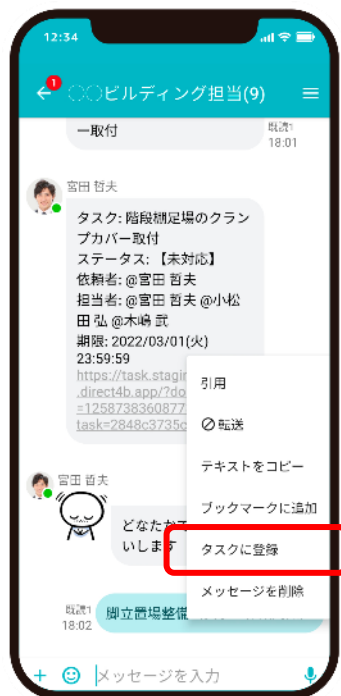 12:34
1
〇〇ビルディング担当(9)
一取付
既読1
18:01
宮田 哲夫
タスク: 階段棚足場のクラン
プカバー取付
ステータス: 【未対応】
依頼者: @宮田 哲夫
担当者: @宮田 哲夫 @小松
田 弘 @木嶋 武
期限: 2022/03/01(火)
23:59:59
https://task.stagin
.direct4b.app/?do
=1258738360877
task=2848c3735c
引用
転送
テキストをコピー
ブックマークに追加
タスクに登録
メッセージを削除
宮田 哲夫
どなたか
いします
既読1
18:02
脚立置場整備
メッセージを入力